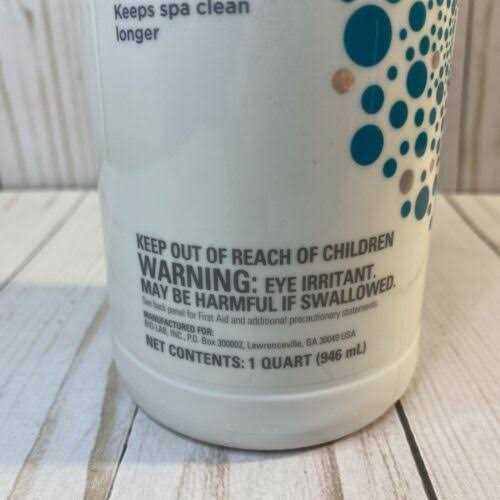 Keeps spa clean
longer
KEEP OUT OF REACH OF CHILDREN
WARNING: EYE IRRITANT.
MAY BE HARMFUL IF SWALLOWED.
See back panel for First Aid and additional precautionary statements.
MANUFACTURED FOR:
BIO-LAB, INC., P.O. Box 300002, Lawrenceville, GA 30049 USA
NET CONTENTS: 1 QUART (946 mL)